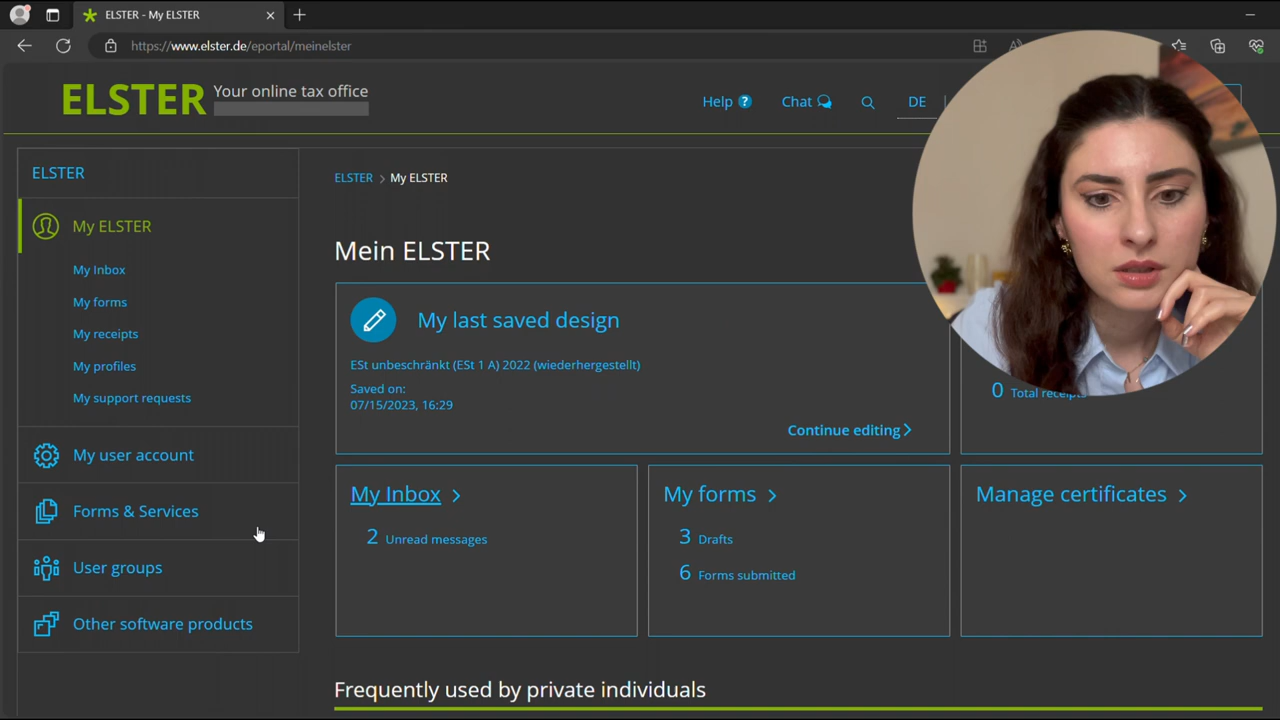 ELSTER - My ELSTER
https://www.elster.de/eportal/meinelster
ELSTER
Your online tax office
Help ?
Chat
DE
ELSTER
My ELSTER
My Inbox
My forms
My receipts
My profiles
My support requests
My user account
Forms & Services
User groups
Other software products
ELSTER > My ELSTER
Mein ELSTER
My last saved design
ESt unbeschränkt (ESt 1 A) 2022 (wiederhergestellt)
Saved on:
07/15/2023, 16:29
Continue editing
0 Total receipts
My Inbox
2 Unread messages
My forms
3 Drafts
6 Forms submitted
Manage certificates
Frequently used by private individuals